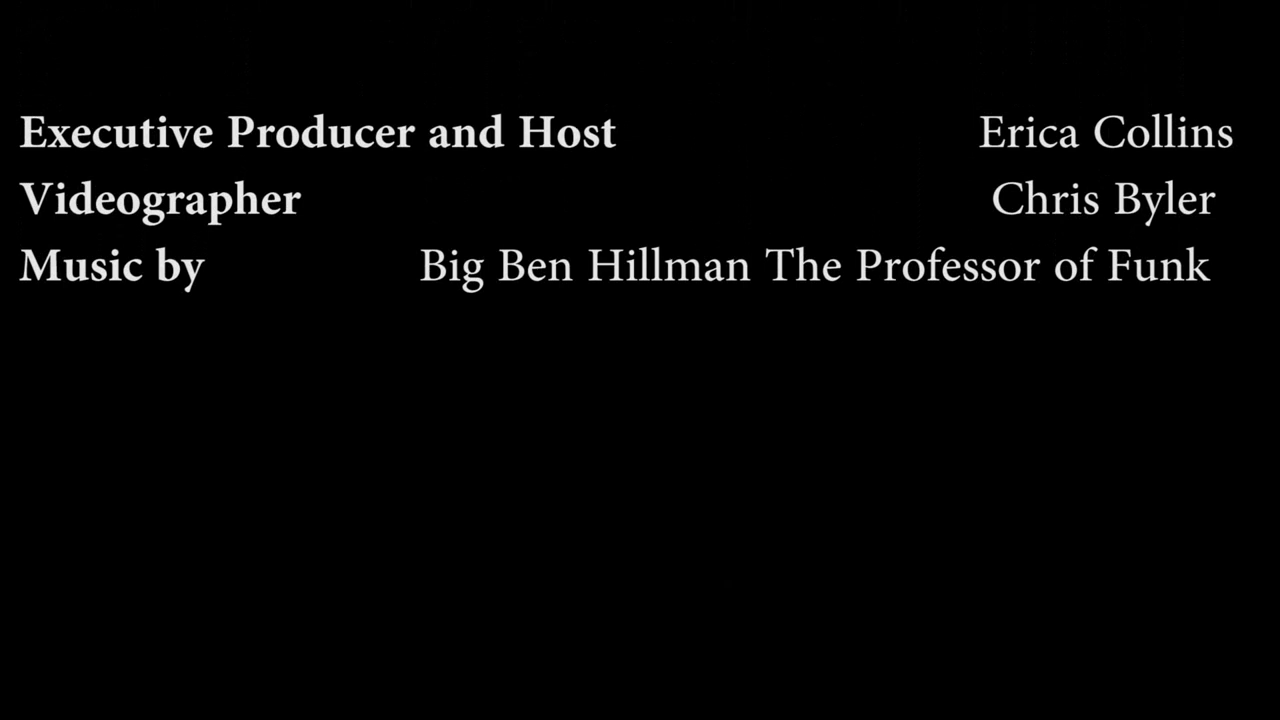 Executive Producer and Host Erica Collins
Videographer Chris Byler
Music by Big Ben Hillman The Professor of Funk